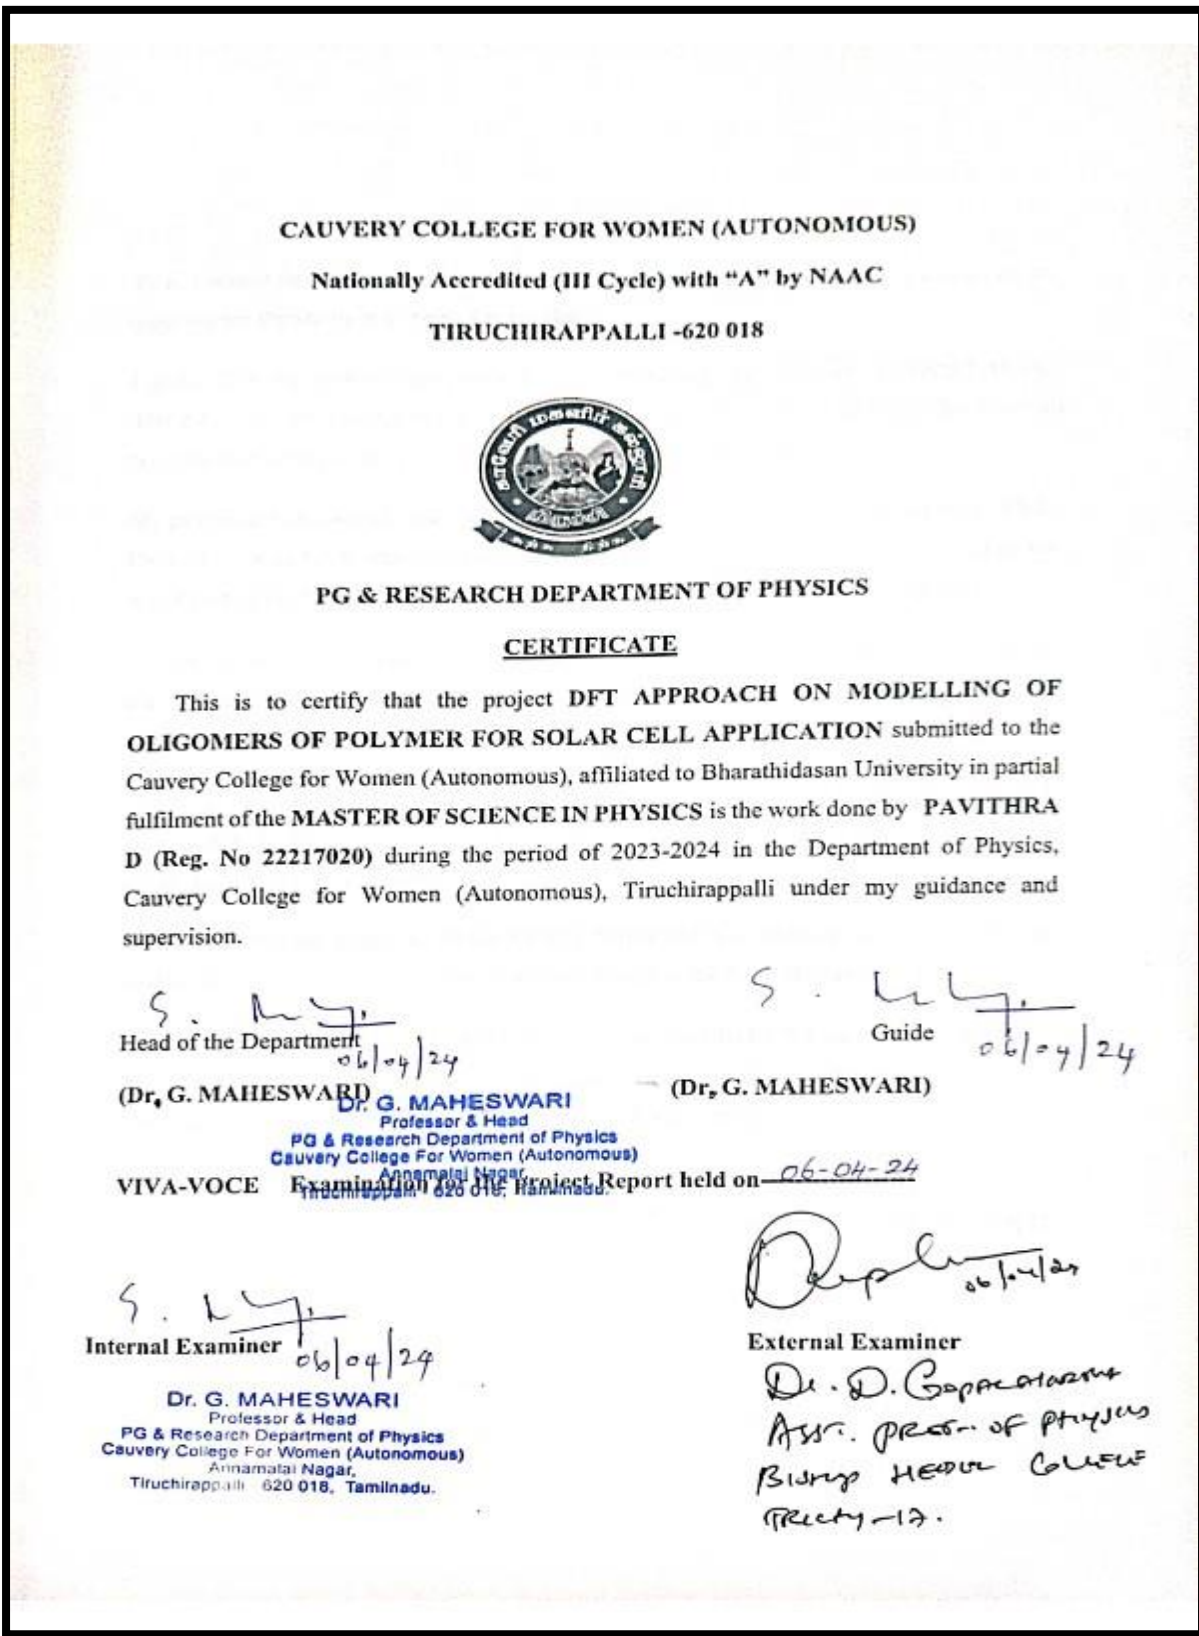 CAUVERY COLLEGE FOR WOMEN (AUTONOMOUS)
Nationally Accredited (III Cycle) with “A” by NAAC
TIRUCHIRAPPALLI -620 018
காவேரி மகளிர் கல்லூரி
PG & RESEARCH DEPARTMENT OF PHYSICS
CERTIFICATE
This is to certify that the project DFT APPROACH ON MODELLING OF
OLIGOMERS OF POLYMER FOR SOLAR CELL APPLICATION submitted to the
Cauvery College for Women (Autonomous), affiliated to Bharathidasan University in partial
fulfilment of the MASTER OF SCIENCE IN PHYSICS is the work done by PAVITHRA
D (Reg. No 22217020) during the period of 2023-2024 in the Department of Physics,
Cauvery College for Women (Autonomous), Tiruchirappalli under my guidance and
supervision.
Head of the Department
06/04/24
Guide
06/04/24
(Dr. G. MAHESWARI)
(Dr. G. MAHESWARI)
Dr. G. MAHESWARI
Professor & Head
PG & Research Department of Physics
Cauvery College For Women (Autonomous)
Annamalai Nagar,
Tiruchirappalli 620 018, Tamilnadu.
VIVA-VOCE Examination for the project Report held on 06-04-24
06/04/24
Internal Examiner
06/04/24
External Examiner
Dr. G. MAHESWARI
Professor & Head
PG & Research Department of Physics
Cauvery College For Women (Autonomous)
Annamalai Nagar,
Tiruchirappalli 620 018, Tamilnadu.
Dr. D.
Asst. Prof. of Physics
Bishop Heber College
Trichy-17.